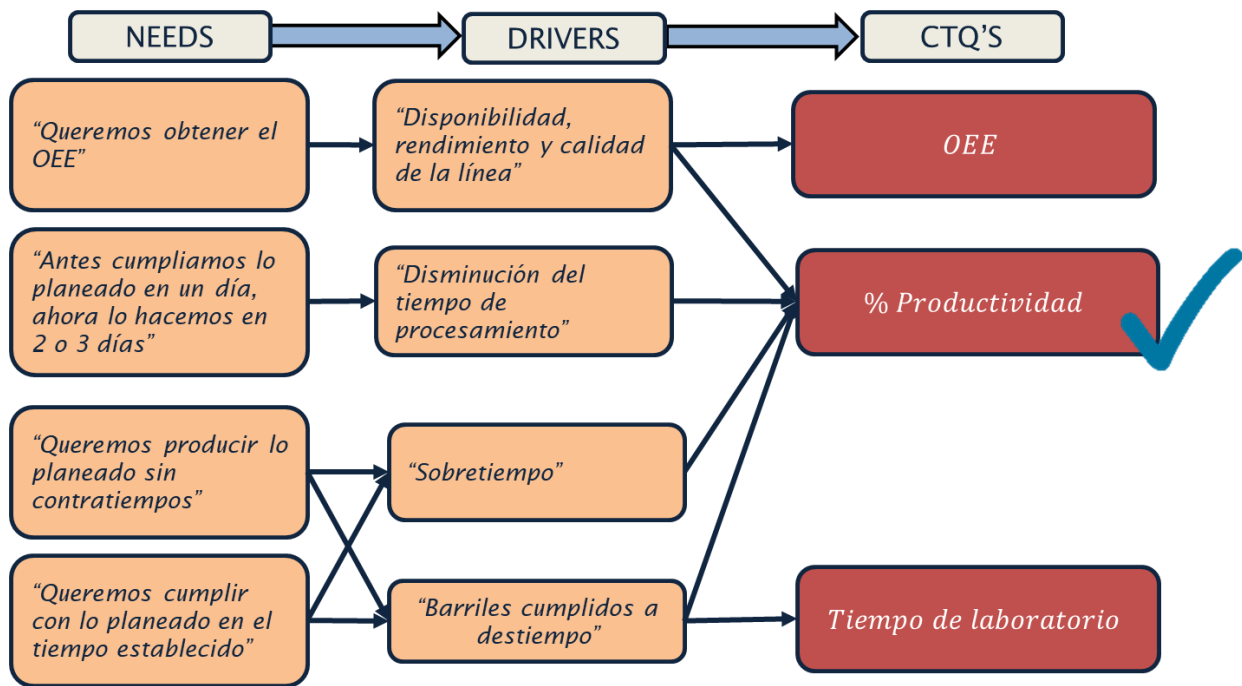 NEEDS
DRIVERS
CTQ'S
“Queremos obtener el
OEE”
“Disponibilidad,
rendimiento y calidad
de la línea”
OEE
“Antes cumpliamos lo
planeado en un día,
ahora lo hacemos en
2 o 3 días”
“Disminución del
tiempo de
procesamiento”
% Productividad
“Queremos producir lo
planeado sin
contratiempos”
“Sobretiempo”
“Queremos cumplir
con lo planeado en el
tiempo establecido”
“Barriles cumplidos a
destiempo”
Tiempo de laboratorio